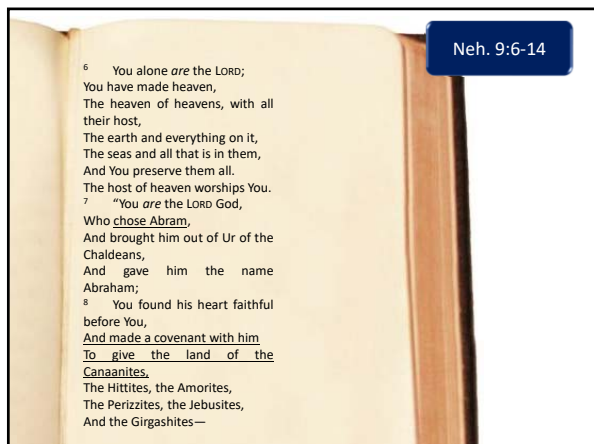 Neh. 9:6-14
6 You alone are the LORD;
You have made heaven,
The heaven of heavens, with all
their host,
The earth and everything on it,
The seas and all that is in them,
And You preserve them all.
The host of heaven worships You.
7 “You are the LORD God,
Who chose Abram,
And brought him out of Ur of the
Chaldeans,
And gave him the name
Abraham;
8 You found his heart faithful
before You,
And made a covenant with him
To give the land of the
Canaanites,
The Hittites, the Amorites,
The Perizzites, the Jebusites,
And the Girgashites—